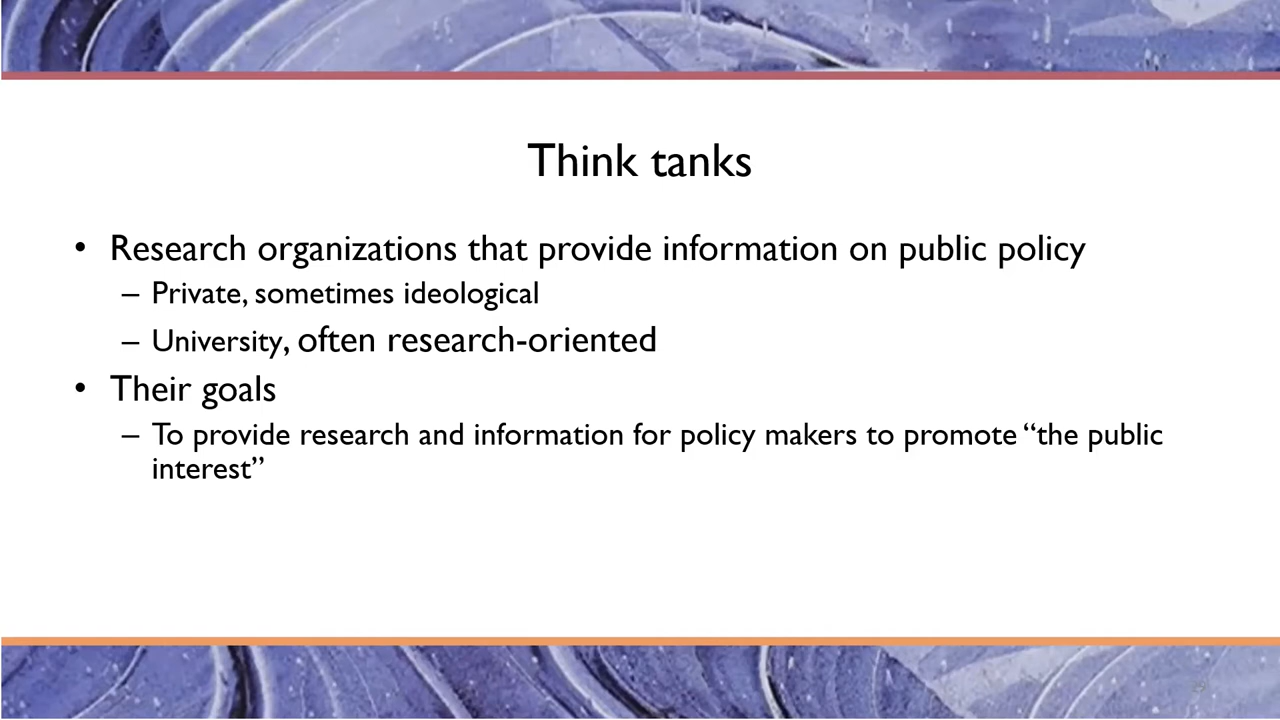 Think tanks
• Research organizations that provide information on public policy
– Private, sometimes ideological
– University, often research-oriented
• Their goals
– To provide research and information for policy makers to promote “the public
interest”